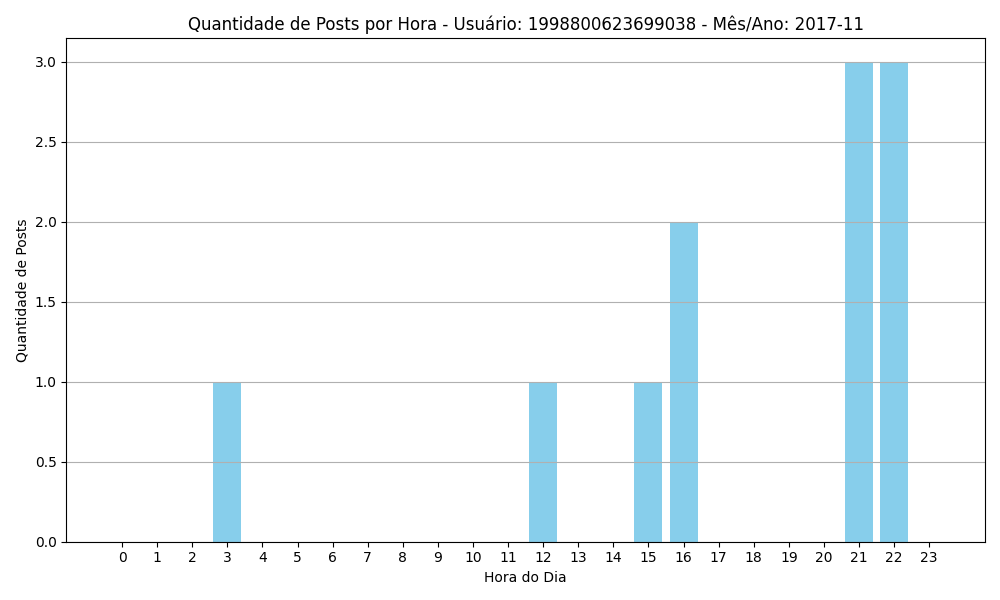 Quantidade de Posts por Hora - Usuário: 1998800623699038 - Mês/Ano: 2017-11
3.0
2.5
2.0
1.5
1.0
0.5
0.0
Quantidade de Posts
0 1 2 3 4 5 6 7 8 9 10 11 12 13 14 15 16 17 18 19 20 21 22 23
Hora do Dia